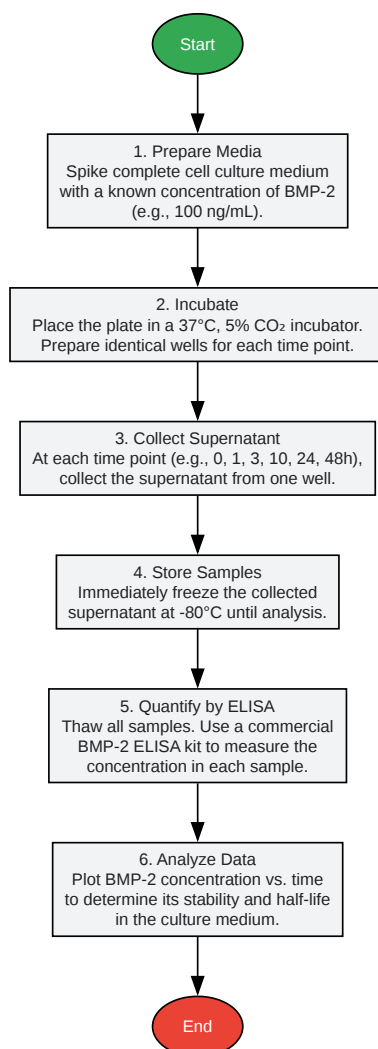 Start
1. Prepare Media
Spike complete cell culture medium
with a known concentration of BMP-2
(e.g., 100 ng/mL).
2. Incubate
Place the plate in a 37°C, 5% CO₂ incubator.
Prepare identical wells for each time point.
3. Collect Supernatant
At each time point (e.g., 0, 1, 3, 10, 24, 48h),
collect the supernatant from one well.
4. Store Samples
Immediately freeze the collected
supernatant at -80°C until analysis.
5. Quantify by ELISA
Thaw all samples. Use a commercial
BMP-2 ELISA kit to measure the
concentration in each sample.
6. Analyze Data
Plot BMP-2 concentration vs. time
to determine its stability and half-life
in the culture medium.
End